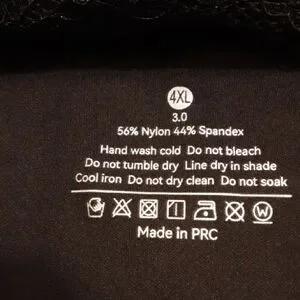 4XL
3.0
56% Nylon 44% Spandex
Hand wash cold Do not bleach
Do not tumble dry Line dry in shade
Cool iron Do not dry clean Do not soak
W
Made in PRC